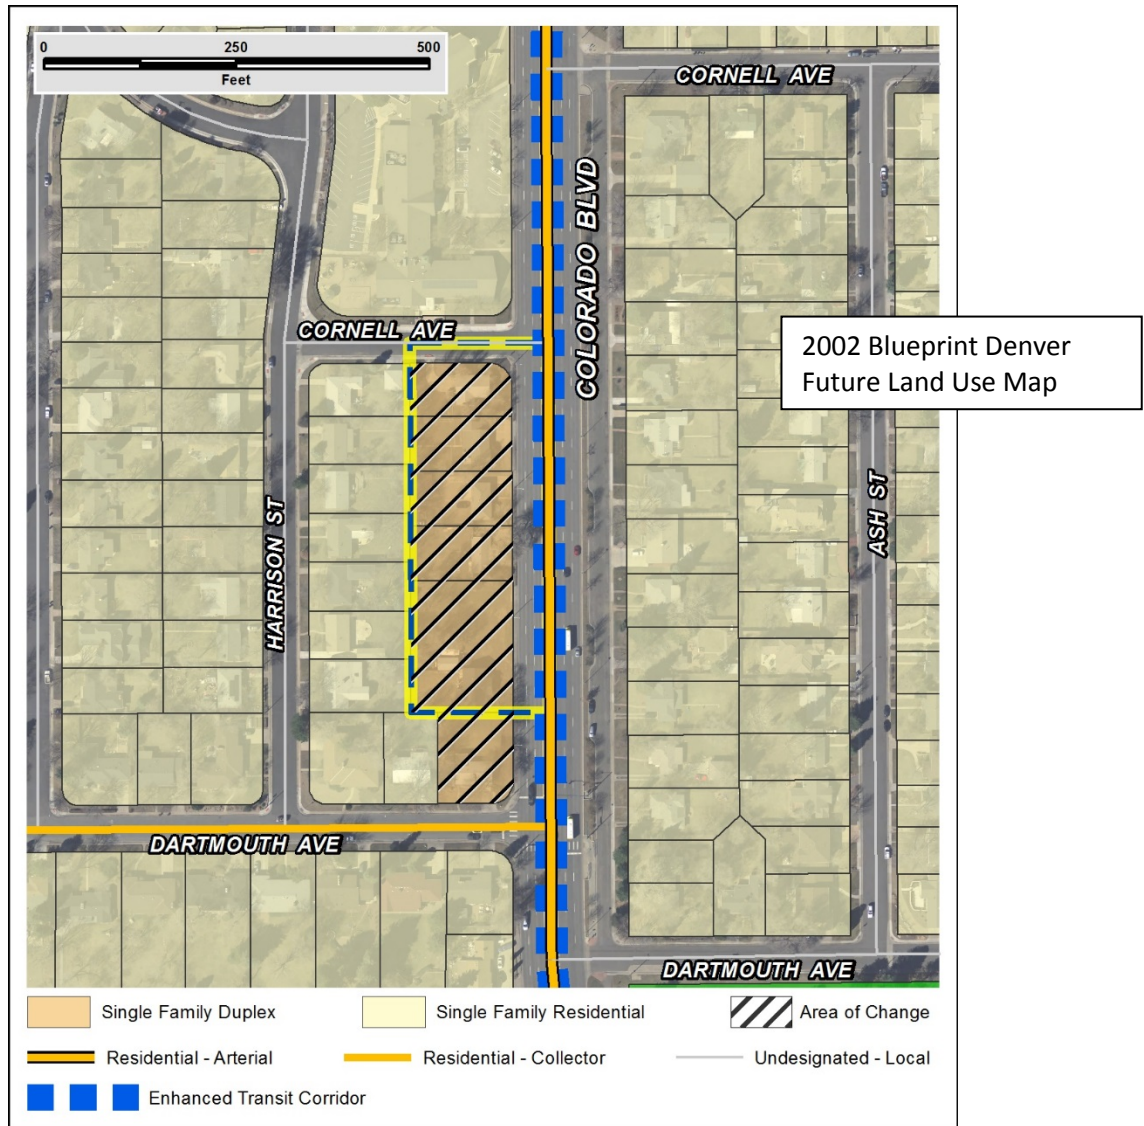 0 250 500
Feet
CORNELL AVE
COLORADO BLVD
CORNELL AVE
2002 Blueprint Denver
Future Land Use Map
HARRISON ST
ASH ST
DARTMOUTH AVE
DARTMOUTH AVE
Single Family Duplex
Single Family Residential
Area of Change
Residential - Arterial
Residential - Collector
Undesignated - Local
Enhanced Transit Corridor